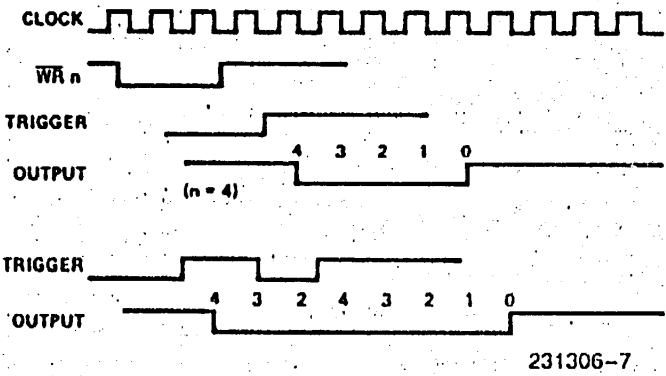 CLOCK
WR n
TRIGGER
4 3 2 1 0
OUTPUT
(n = 4)
TRIGGER
4 3 2 4 3 2 1 0
OUTPUT
231306-7